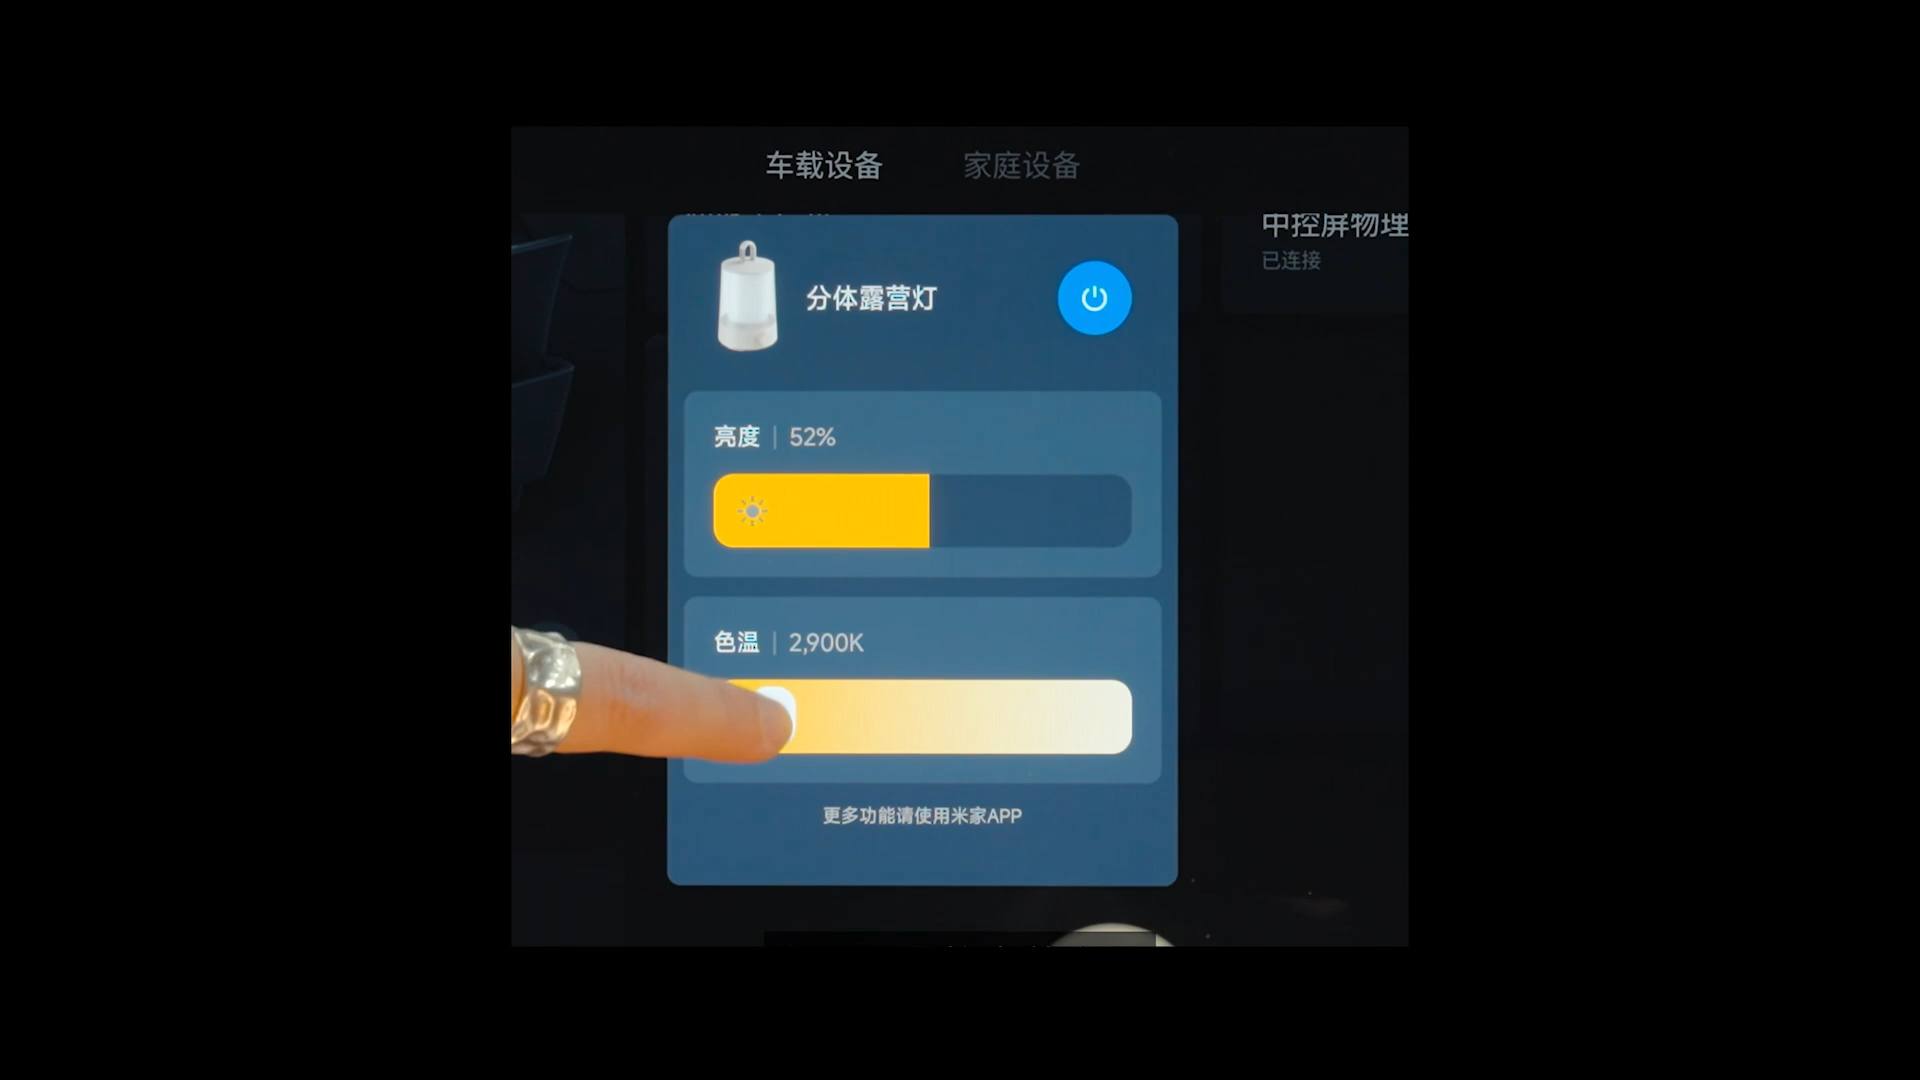 车载设备
家庭设备
中控屏物理
已连接
分体露营灯
亮度 | 52%
色温 | 2,900K
更多功能请使用米家APP